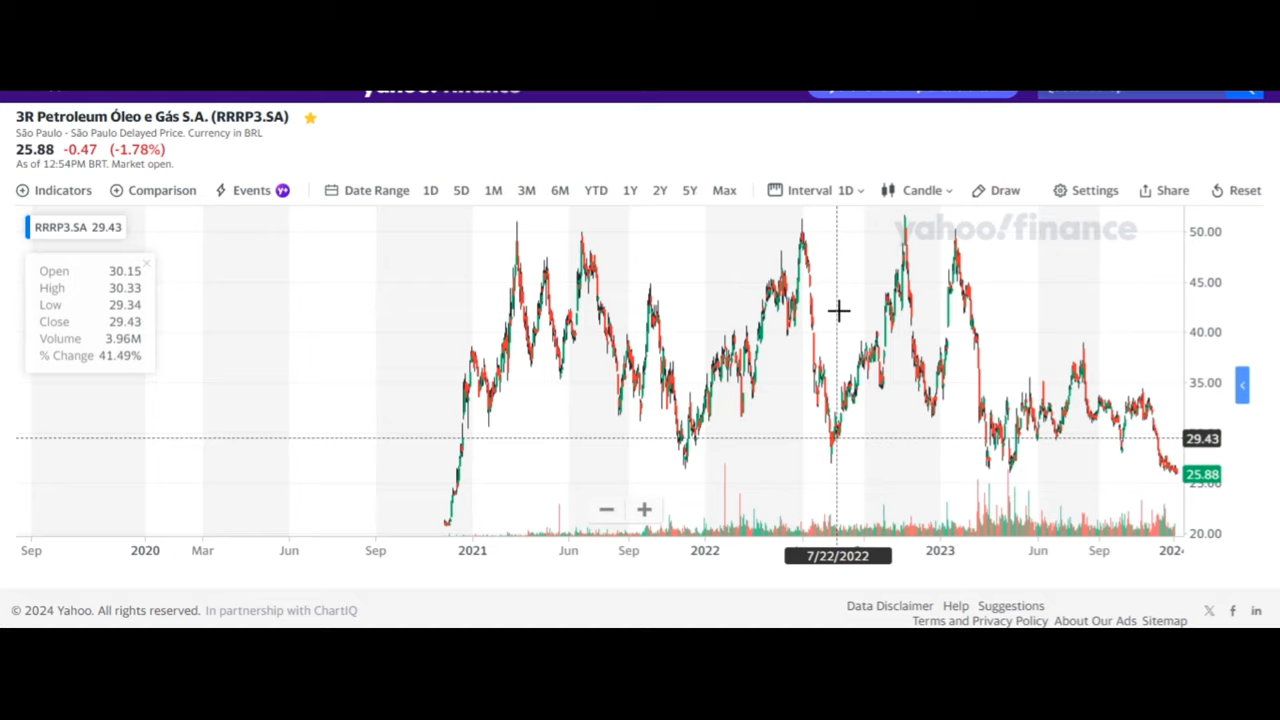 yahoo! finance
3R Petroleum Óleo e Gás S.A. (RRRP3.SA)
São Paulo - São Paulo Delayed Price. Currency in BRL
25.88 -0.47 (-1.78%)
As of 12:54PM BRT. Market open.
Indicators Comparison Events Y+ Date Range 1D 5D 1M 3M 6M YTD 1Y 2Y 5Y Max Interval 1D Candle Draw Settings Share Reset
RRRP3.SA 29.43
yahoo!finance
Open 30.15
High 30.33
Low 29.34
Close 29.43
Volume 3.96M
% Change 41.49%
50.00
45.00
40.00
35.00
29.43
25.88
25.00
20.00
Sep 2020 Mar Jun Sep 2021 Jun Sep 2022 7/22/2022 2023 Jun Sep 2024
© 2024 Yahoo. All rights reserved. In partnership with ChartIQ
Data Disclaimer Help Suggestions
Terms and Privacy Policy About Our Ads Sitemap